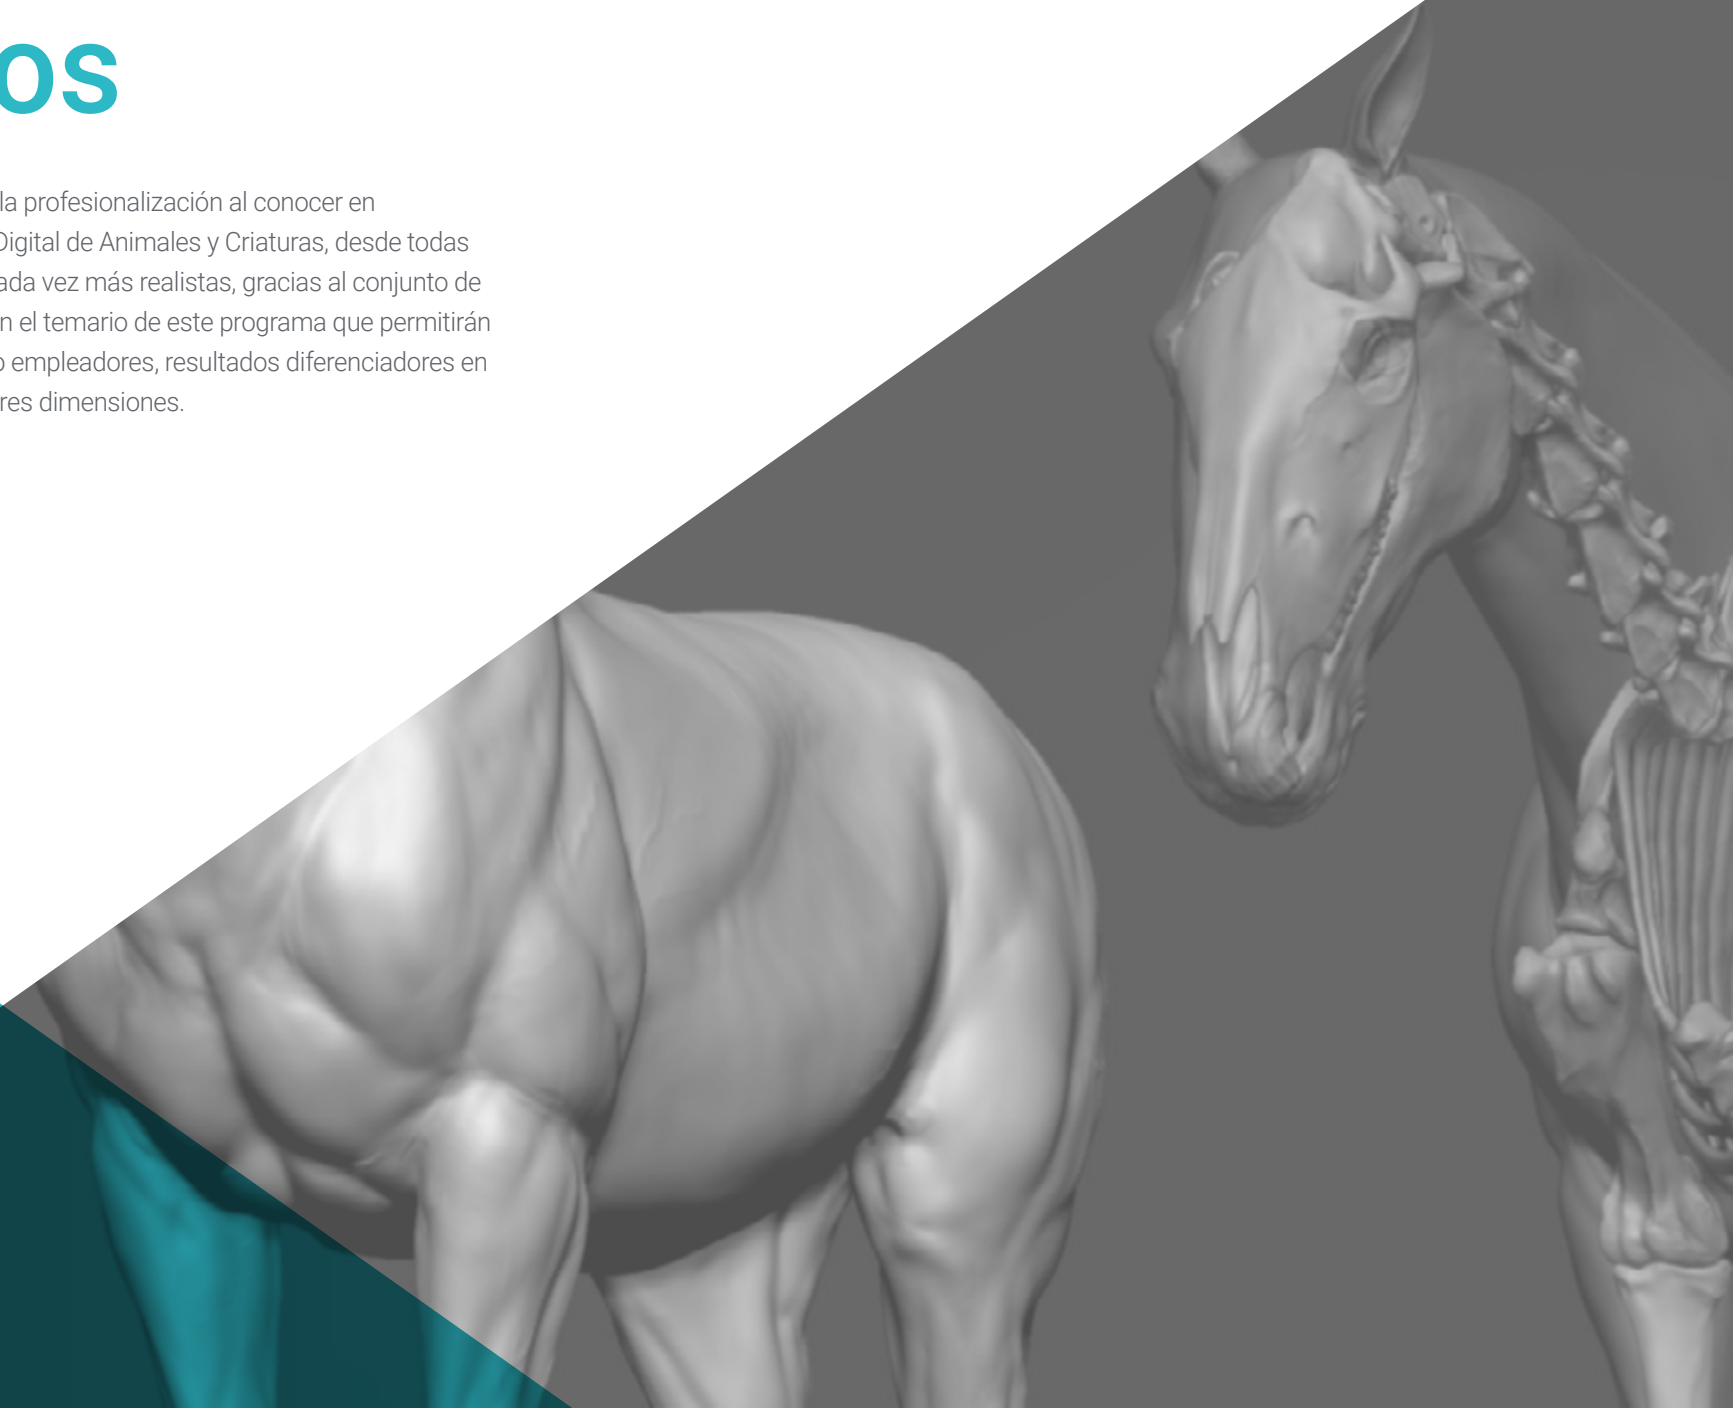 os
la profesionalización al conocer en
Digital de Animales y Criaturas, desde todas
ada vez más realistas, gracias al conjunto de
n el temario de este programa que permitirán
o empleadores, resultados diferenciadores en
res dimensiones.